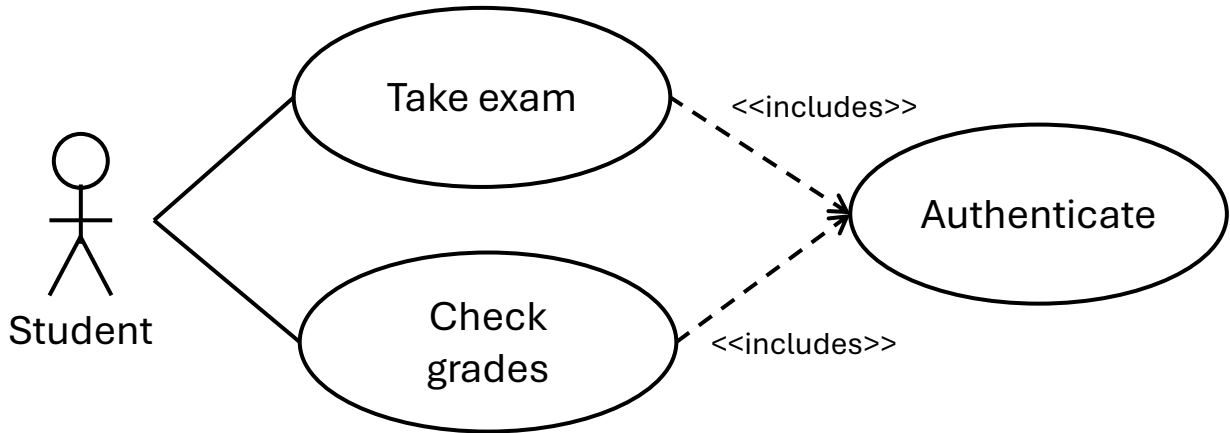 Take exam
<<includes>>
Authenticate
Student
Check
grades
<<includes>>